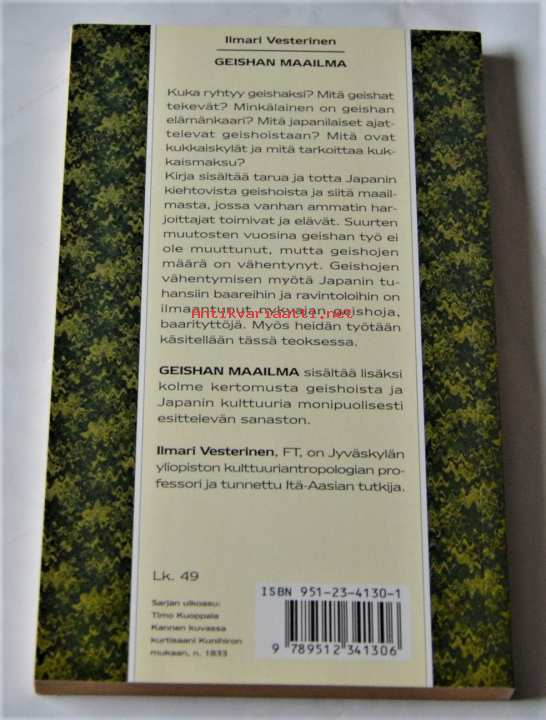 Ilmari Vesterinen
GEISHAN MAAILMA
Kuka ryhtyy geishaksi? Mitä geishat
tekevät? Minkälainen on geishan
elämänkaari? Mitä japanilaiset ajat-
televat geishoistaan? Mitä ovat
kukkaiskylät ja mitä tarkoittaa kuk-
kaismaksu?
Kirja sisältää tarua ja totta Japanin
kiehtovista geishoista ja siitä maail-
masta, jossa vanhan ammatin har-
joittajat toimivat ja elävät. Suurten
muutosten vuosina geishan työ ei
ole muuttunut, mutta geishojen
määrä on vähentynyt. Geishojen
vähentymisen myötä Japanin tu-
hansiin baareihin ja ravintoloihin on
ilmaantunut nykyajan geishoja,
Antikvariaatti.net
baarityttöjä. Myös heidän työtään
käsitellään tässä teoksessa.
GEISHAN MAAILMA sisältää lisäksi
kolme kertomusta geishoista ja
Japanin kulttuuria monipuolisesti
esittelevän sanaston.
Ilmari Vesterinen, FT, on Jyväskylän
yliopiston kulttuuriantropologian pro-
fessori ja tunnettu Itä-Aasian tutkija.
Lk. 49
Sarjan ulkoasu:
Timo Kuoppala
Kannen kuvassa
kurtisaani Kunihiron
mukaan, n. 1833
ISBN 951-23-4130-1
9 789512 341306